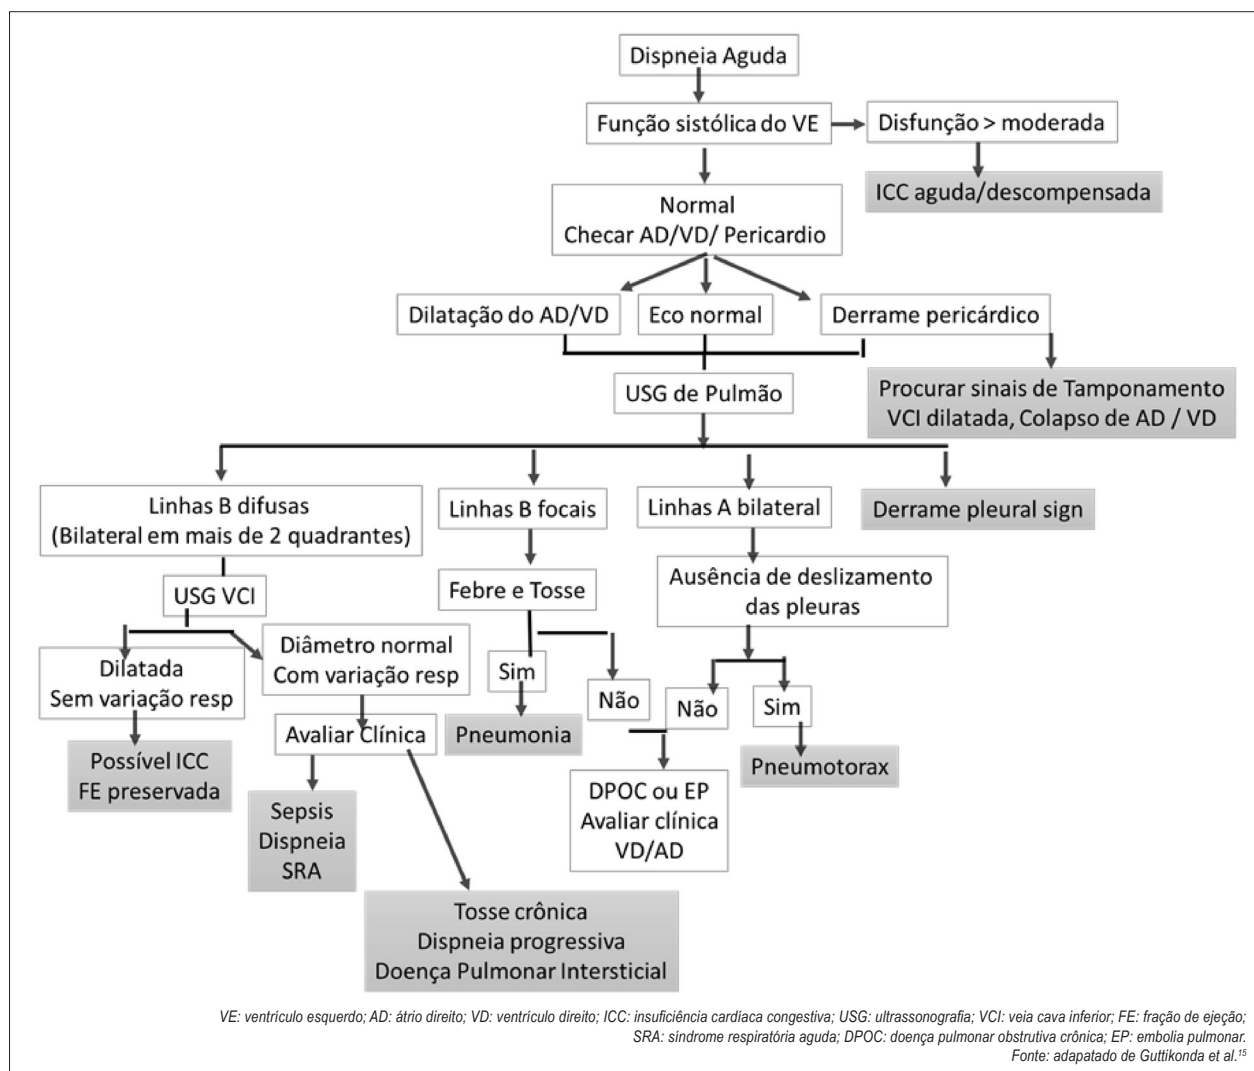 Dispneia Aguda
Função sistólica do VE
Disfunção > moderada
ICC aguda/descompensada
Normal
Checar AD/VD/ Pericardio
Dilatação do AD/VD
Eco normal
Derrame pericárdico
USG de Pulmão
Procurar sinais de Tamponamento
VCI dilatada, Colapso de AD / VD
Linhas B difusas
(Bilateral em mais de 2 quadrantes)
Linhas B focais
Linhas A bilateral
Derrame pleural sign
USG VCI
Febre e Tosse
Ausência de deslizamento
das pleuras
Dilatada
Sem variação resp
Diâmetro normal
Com variação resp
Sim
Não
Não
Sim
Possível ICC
FE preservada
Avaliar Clínica
Pneumonia
Pneumotorax
Sepsis
Dispneia
SRA
DPOC ou EP
Avaliar clínica
VD/AD
Tosse crônica
Dispneia progressiva
Doença Pulmonar Intersticial
VE: ventrículo esquerdo; AD: átrio direito; VD: ventrículo direito; ICC: insuficiência cardíaca congestiva; USG: ultrassonografia; VCI: veia cava inferior; FE: fração de ejeção;
SRA: síndrome respiratória aguda; DPOC: doença pulmonar obstrutiva crônica; EP: embolia pulmonar.
Fonte: adapatado de Guttikonda et al.¹⁵